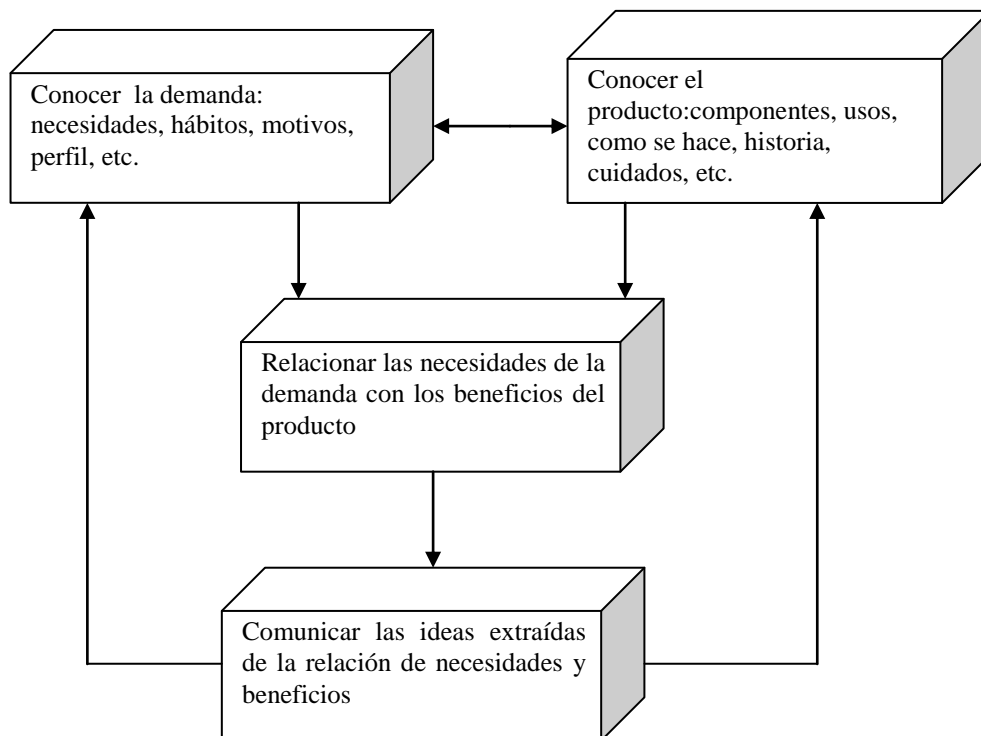 Conocer la demanda:
necesidades, hábitos, motivos,
perfil, etc.
Conocer el
producto:componentes, usos,
como se hace, historia,
cuidados, etc.
Relacionar las necesidades de la
demanda con los beneficios del
producto
Comunicar las ideas extraídas
de la relación de necesidades y
beneficios